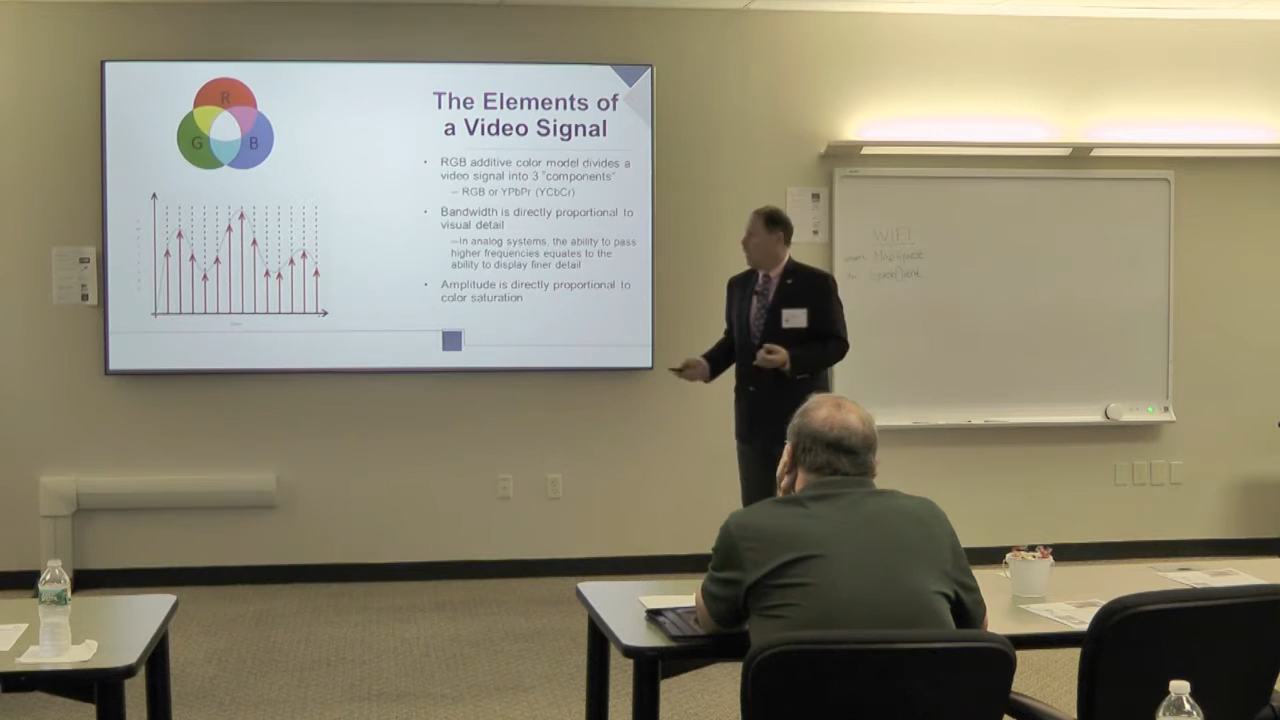 R
G
B
The Elements of
a Video Signal
• RGB additive color model divides a
video signal into 3 "components"
– RGB or YPbPr (YCbCr)
• Bandwidth is directly proportional to
visual detail
–In analog systems, the ability to pass
higher frequencies equates to the
ability to display finer detail
• Amplitude is directly proportional to
color saturation
WIFI